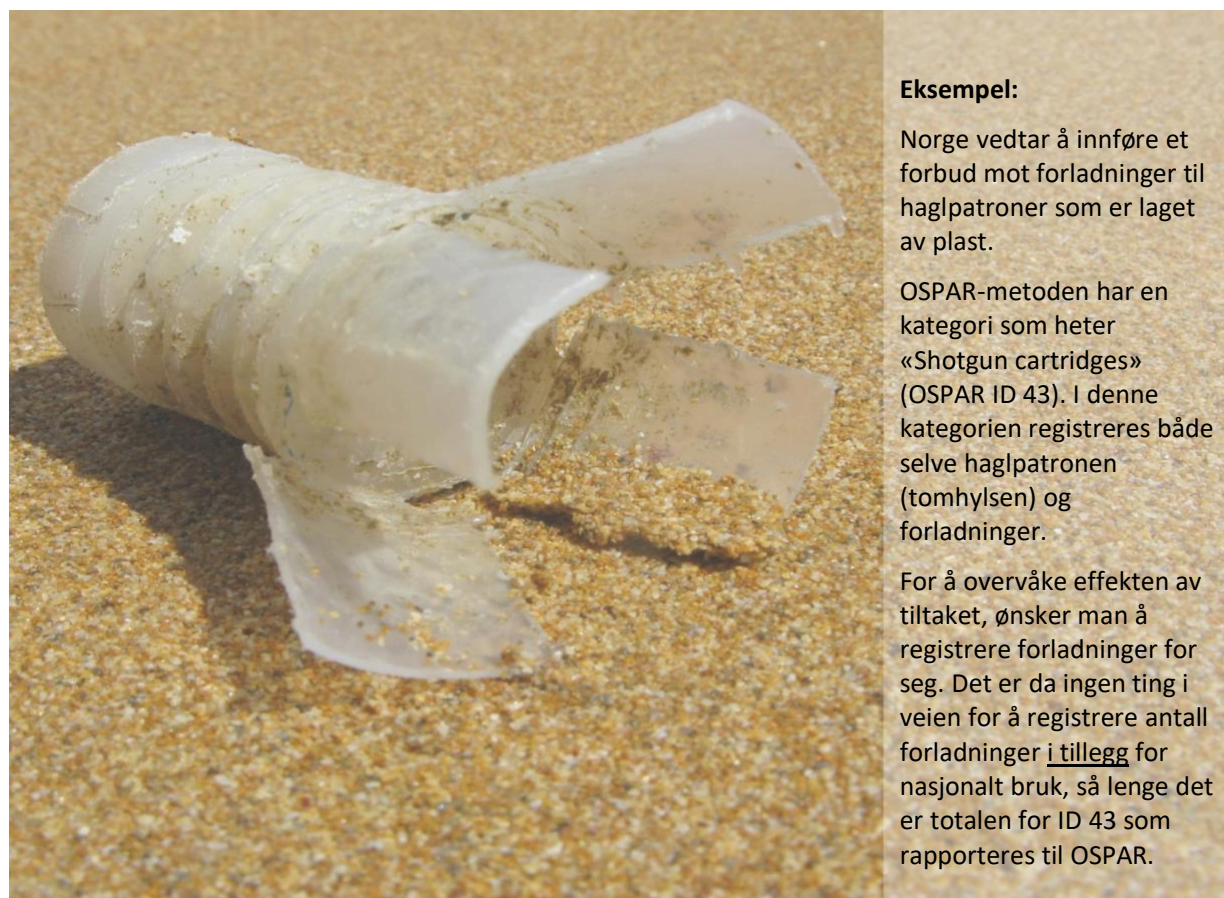 Eksempel:
Norge vedtar å innføre et
forbud mot forladninger til
haglpatroner som er laget
av plast.
OSPAR-metoden har en
kategori som heter
«Shotgun cartridges»
(OSPAR ID 43). I denne
kategorien registreres både
selve haglpatronen
(tomhylsen) og
forladninger.
For å overvåke effekten av
tiltaket, ønsker man å
registrere forladninger for
seg. Det er da ingen ting i
veien for å registrere antall
forladninger i tillegg for
nasjonalt bruk, så lenge det
er totalen for ID 43 som
rapporteres til OSPAR.